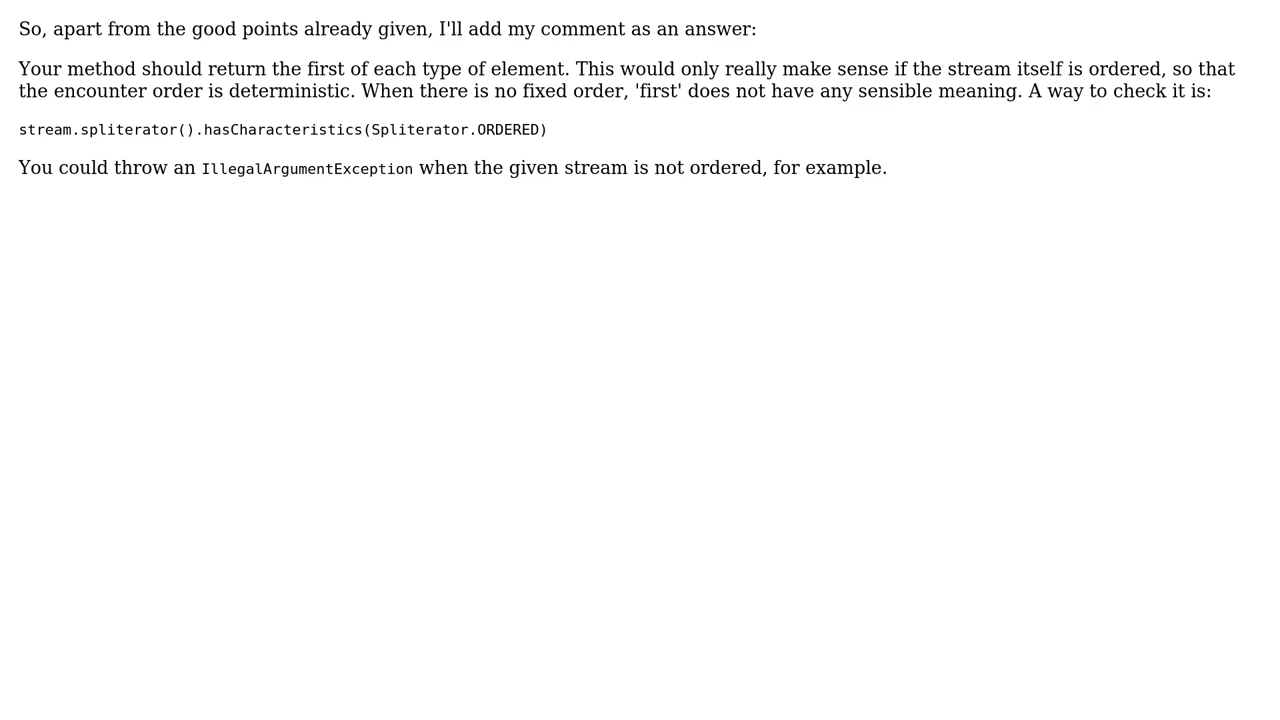 So, apart from the good points already given, I'll add my comment as an answer:
Your method should return the first of each type of element. This would only really make sense if the stream itself is ordered, so that
the encounter order is deterministic. When there is no fixed order, 'first' does not have any sensible meaning. A way to check it is:
stream.spliterator().hasCharacteristics(Spliterator.ORDERED)
You could throw an IllegalArgumentException when the given stream is not ordered, for example.